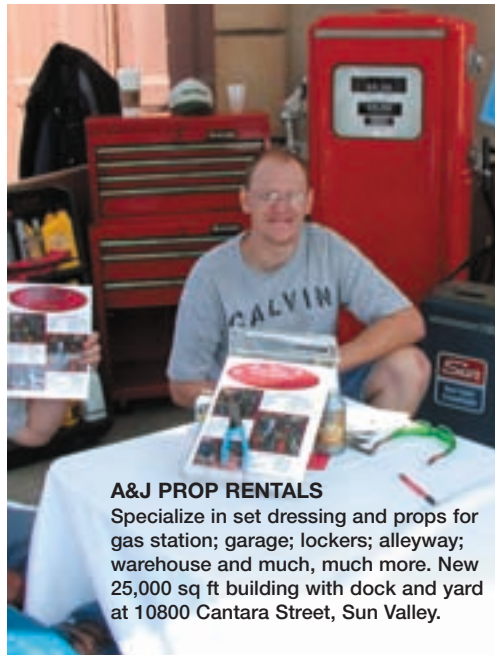 CALVIN
Sun
A&J PROP RENTALS
Specialize in set dressing and props for
gas station; garage; lockers; alleyway;
warehouse and much, much more. New
25,000 sq ft building with dock and yard
at 10800 Cantara Street, Sun Valley.